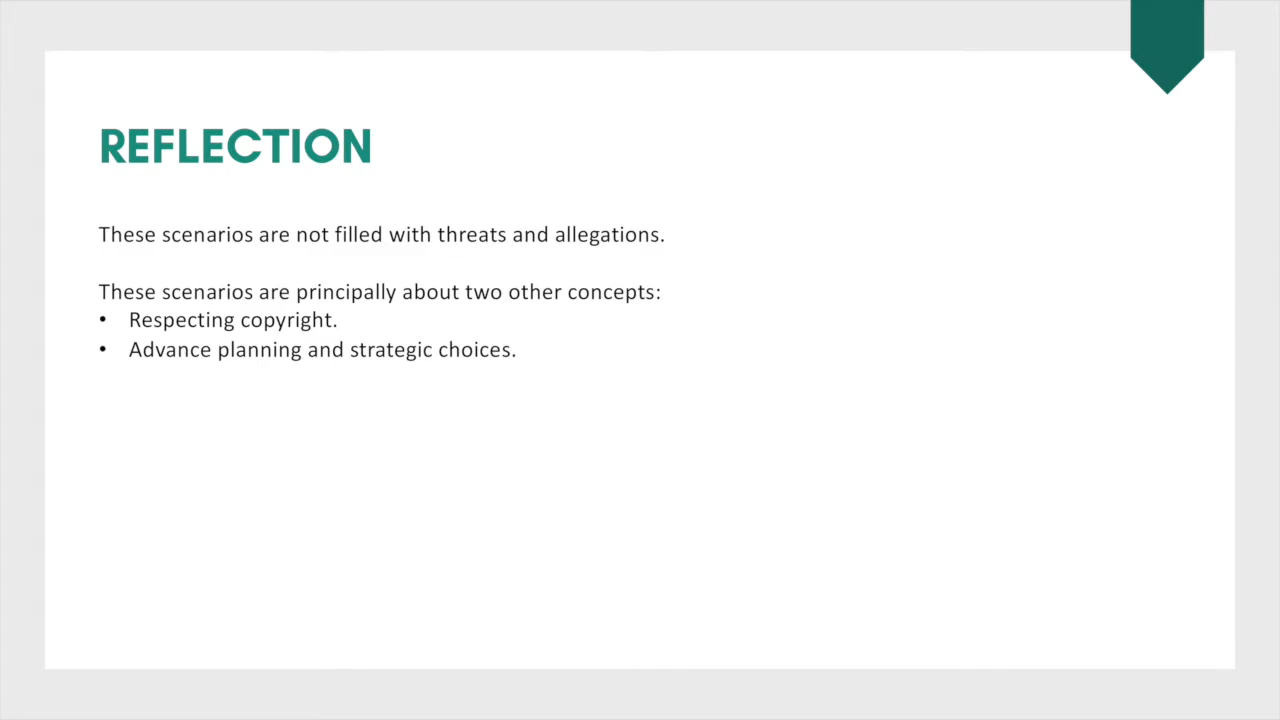 REFLECTION
These scenarios are not filled with threats and allegations.
These scenarios are principally about two other concepts:
• Respecting copyright.
• Advance planning and strategic choices.